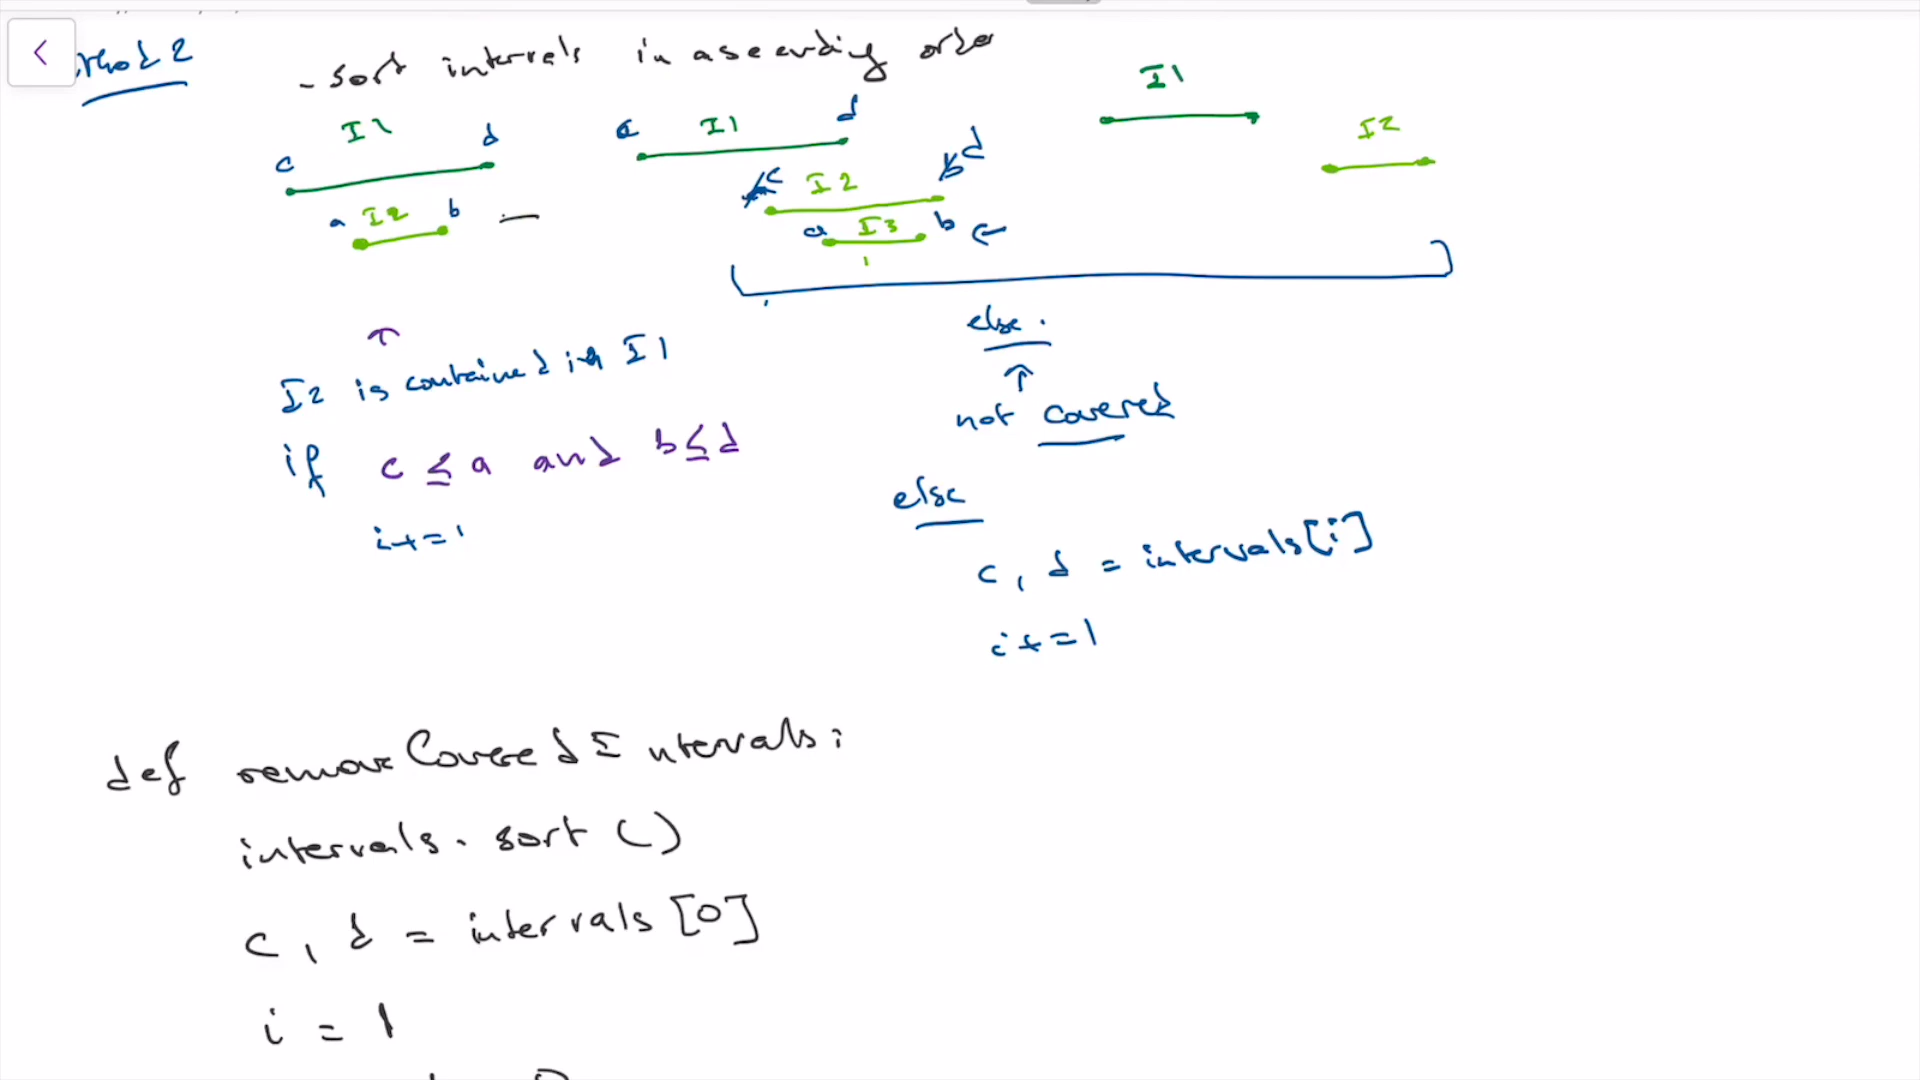 thod 2
- sort intervals in ascending order
I1
c d
a I2 b
c I1 d
c I2 b d
a I3 b
I1
I2
else.
not covered
I2 is contained in I1
if c ≤ a and b ≤ d
i+=1
else
c, d = intervals[i]
i+=1
def removeCoveredIntervals:
intervals.sort()
c, d = intervals[0]
i = 1